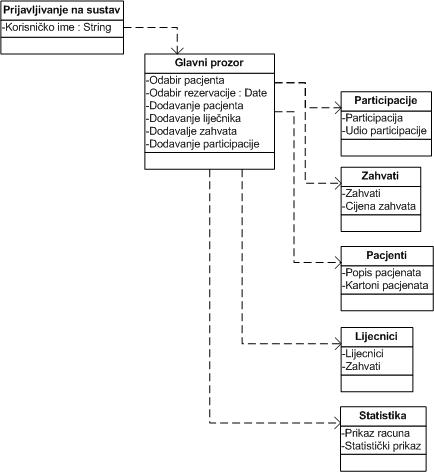 Prijavljivanje na sustav
-Korisničko ime : String
Glavni prozor
-Odabir pacjenta
-Odabir rezervacije : Date
-Dodavanje pacjenta
-Dodavanje liječnika
-Dodavalje zahvata
-Dodavanje participacije
Participacije
-Participacija
-Udio participacije
Zahvati
-Zahvati
-Cijena zahvata
Pacjenti
-Popis pacjenata
-Kartoni pacjenata
Lijecnici
-Lijecnici
-Zahvati
Statistika
-Prikaz racuna
-Statistički prikaz